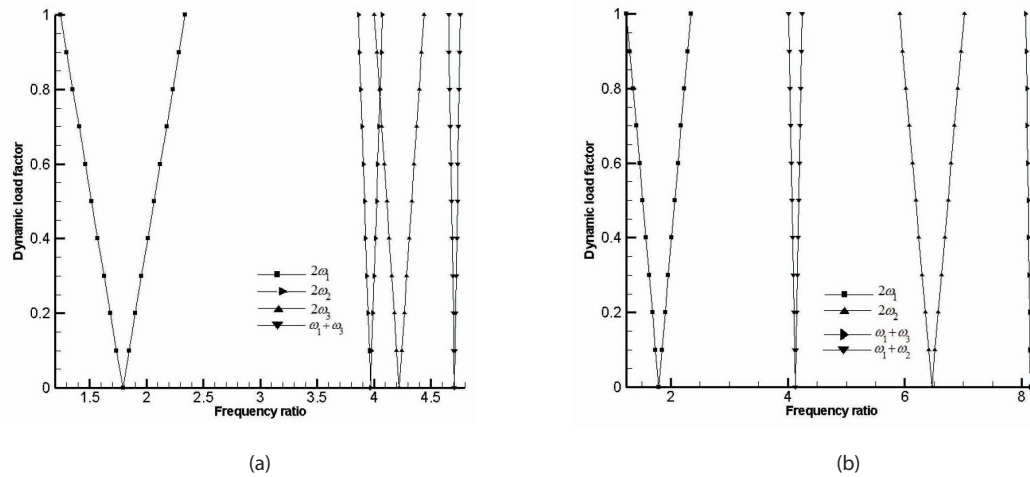 1
0.8
0.6
0.4
0.2
0
Dynamic load factor
1.5 2 2.5 3 3.5 4 4.5
Frequency ratio
2ω₁
2ω₂
2ω₃
ω₁+ω₃
(a)
1
0.8
0.6
0.4
0.2
0
Dynamic load factor
2 4 6 8
Frequency ratio
2ω₁
2ω₂
ω₁+ω₃
ω₁+ω₂
(b)